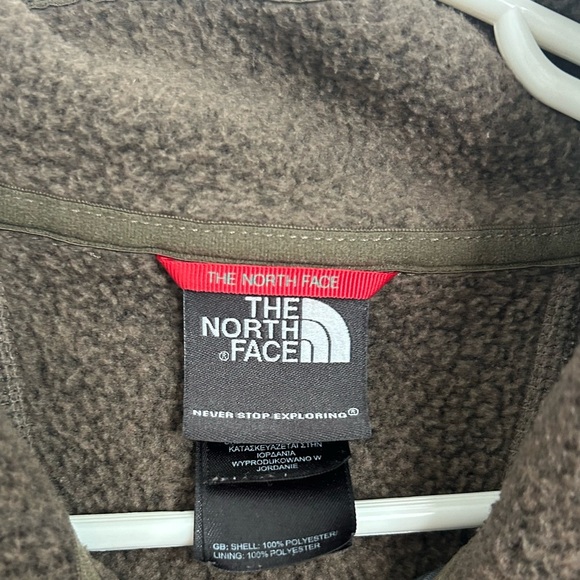 THE NORTH FACE
THE
NORTH
® FACE
NEVER STOP EXPLORING®
ΚΑΤΑΣΚΕΥΑΖΕΤΑΙ ΣΤΗΝ
ΙΟΡΔΑΝΙΑ
WYPRODUKOWANO W
JORDANIE
GB: SHELL: 100% POLYESTER/
LINING: 100% POLYESTER